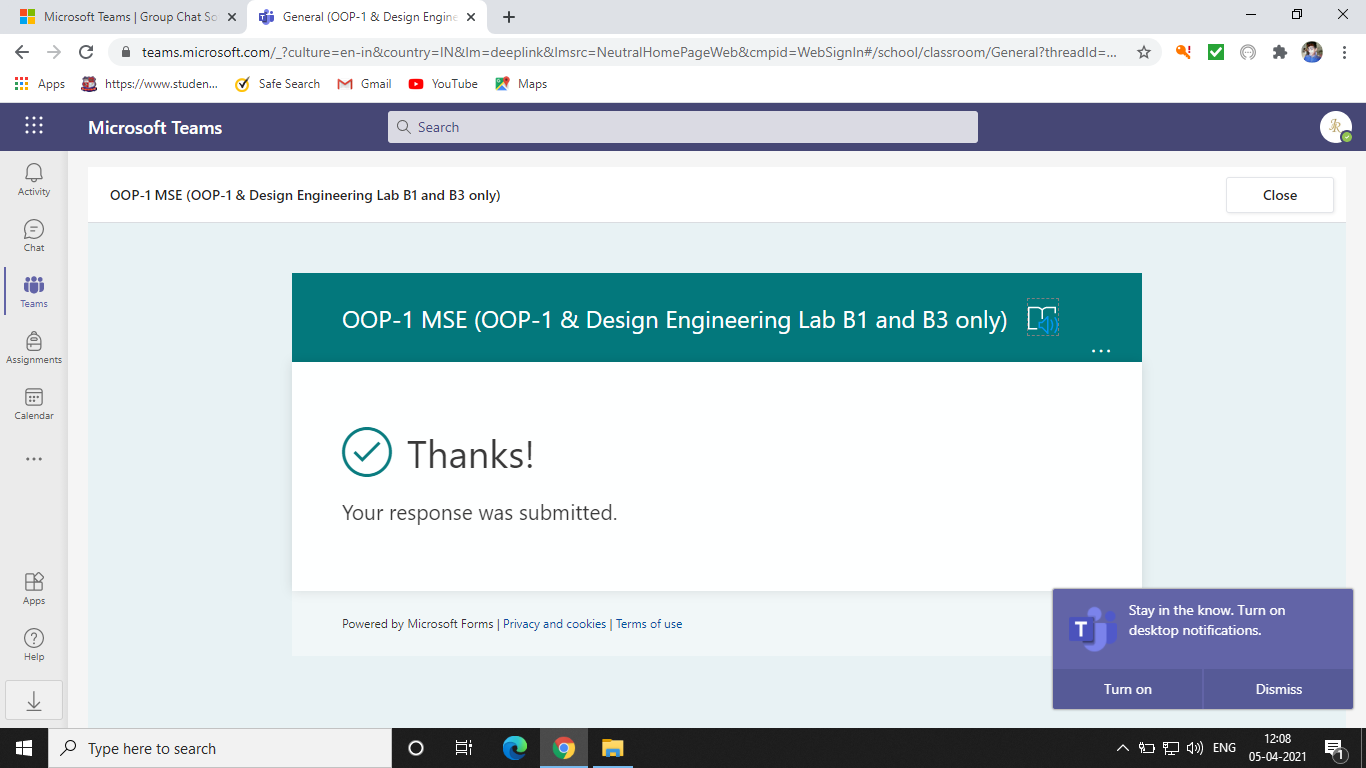 Microsoft Teams | Group Chat So
General (OOP-1 & Design Engine
teams.microsoft.com/_?culture=en-in&country=IN&lm=deeplink&lmsrc=NeutralHomePageWeb&cmpid=WebSignIn#/school/classroom/General?threadId=...
Apps
https://www.studen...
Safe Search
Gmail
YouTube
Maps
Microsoft Teams
Search
JR
Activity
Chat
Teams
Assignments
Calendar
Apps
Help
OOP-1 MSE (OOP-1 & Design Engineering Lab B1 and B3 only)
Close
OOP-1 MSE (OOP-1 & Design Engineering Lab B1 and B3 only)
Thanks!
Your response was submitted.
Powered by Microsoft Forms | Privacy and cookies | Terms of use
T
Stay in the know. Turn on
desktop notifications.
Turn on
Dismiss
Type here to search
ENG
12:08
05-04-2021
1